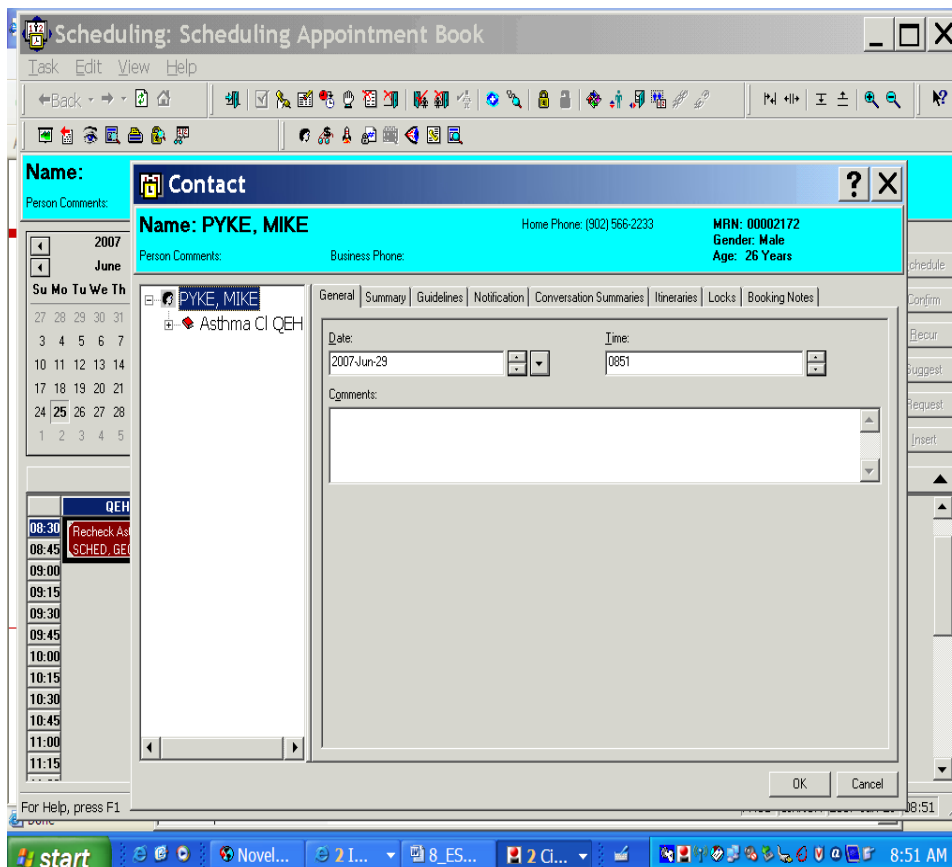 Scheduling: Scheduling Appointment Book
Task Edit View Help
Back
Name:
Person Comments:
Contact
Name: PYKE, MIKE
Home Phone: (902) 566-2233
MRN: 00002172
Gender: Male
Age: 26 Years
Person Comments:
Business Phone:
2007
June
Su Mo Tu We Th
27 28 29 30 31
3 4 5 6 7
10 11 12 13 14
17 18 19 20 21
24 25 26 27 28
1 2 3 4 5
PYKE, MIKE
Asthma Cl QEH
General Summary Guidelines Notification Conversation Summaries Itineraries Locks Booking Notes
Date:
2007-Jun-29
Time:
0851
Comments:
chedule
Confirm
Recur
Suggest
Request
Insert
QEH
08:30
Recheck Ast
08:45
SCHED, GEO
09:00
09:15
09:30
09:45
10:00
10:15
10:30
10:45
11:00
11:15
OK Cancel
For Help, press F1
08:51
start
Novel...
2 I...
8_ES...
2 Ci...
8:51 AM